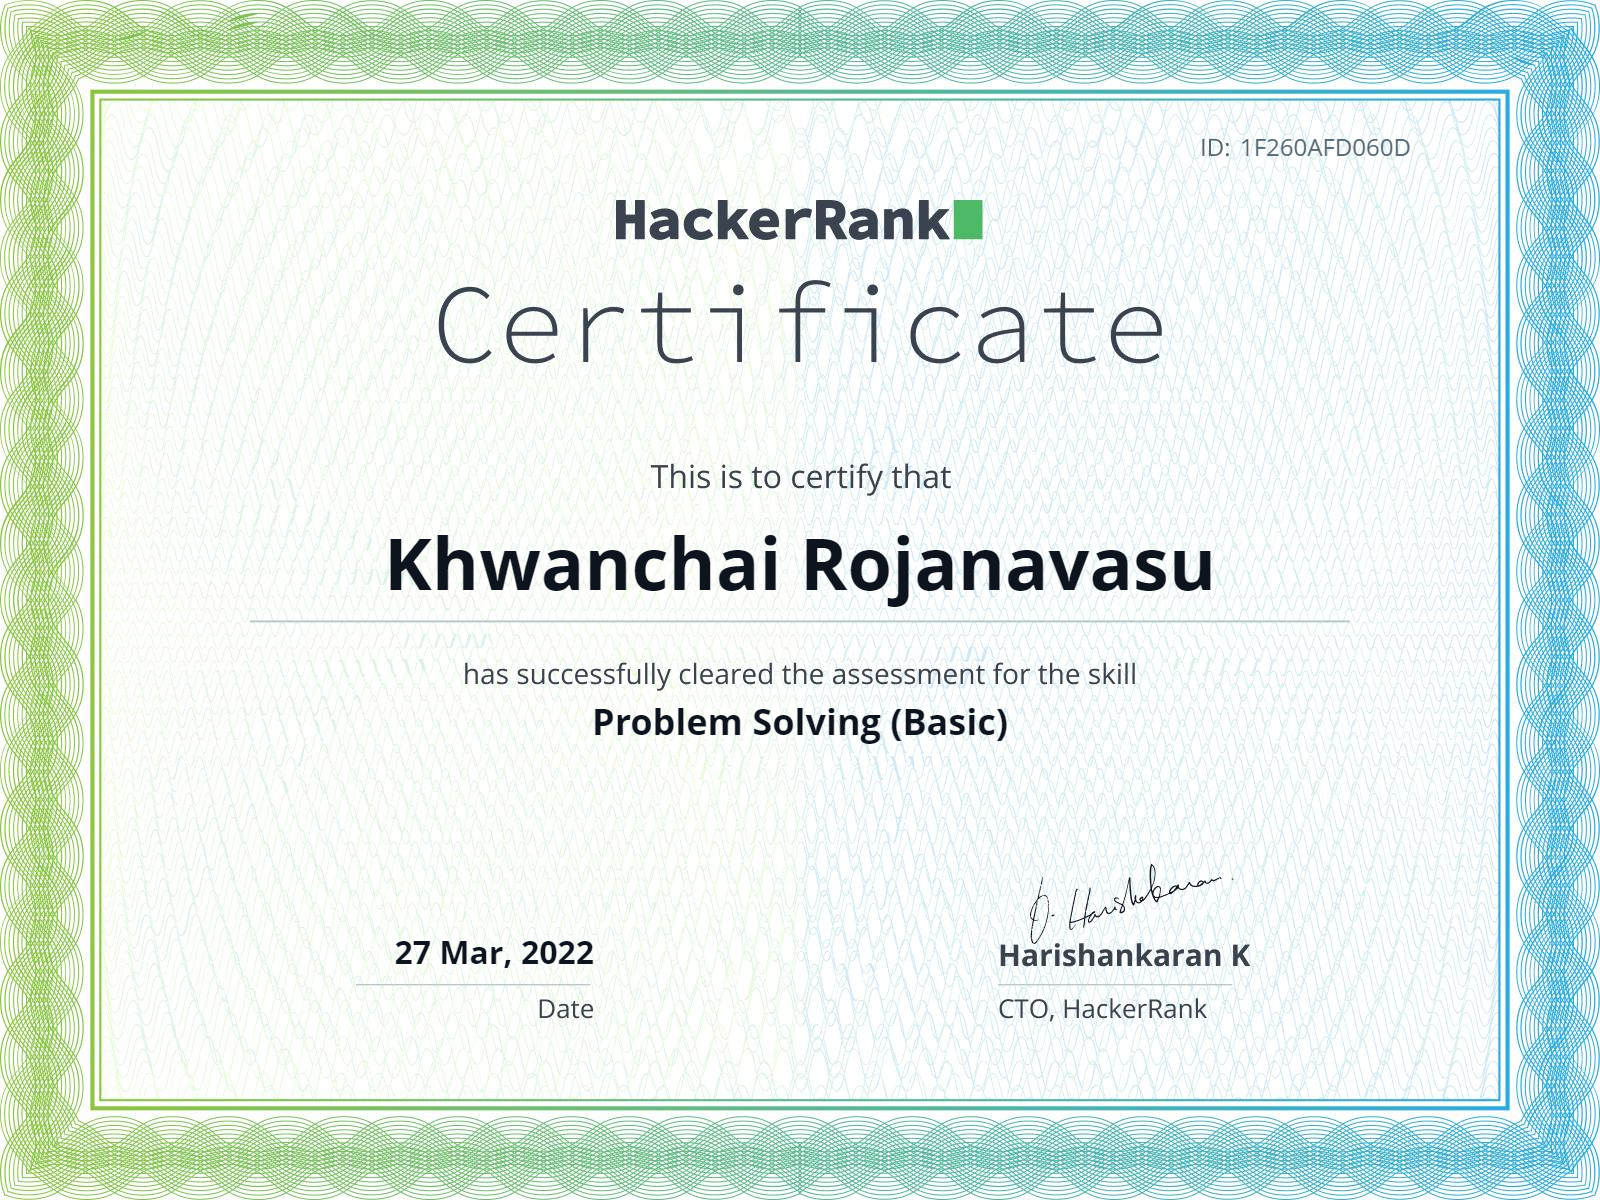 ID: 1F260AFD060D
HackerRank
Certificate
This is to certify that
Khwanchai Rojanavasu
has successfully cleared the assessment for the skill
Problem Solving (Basic)
27 Mar, 2022
Date
Harishankaran K
CTO, HackerRank